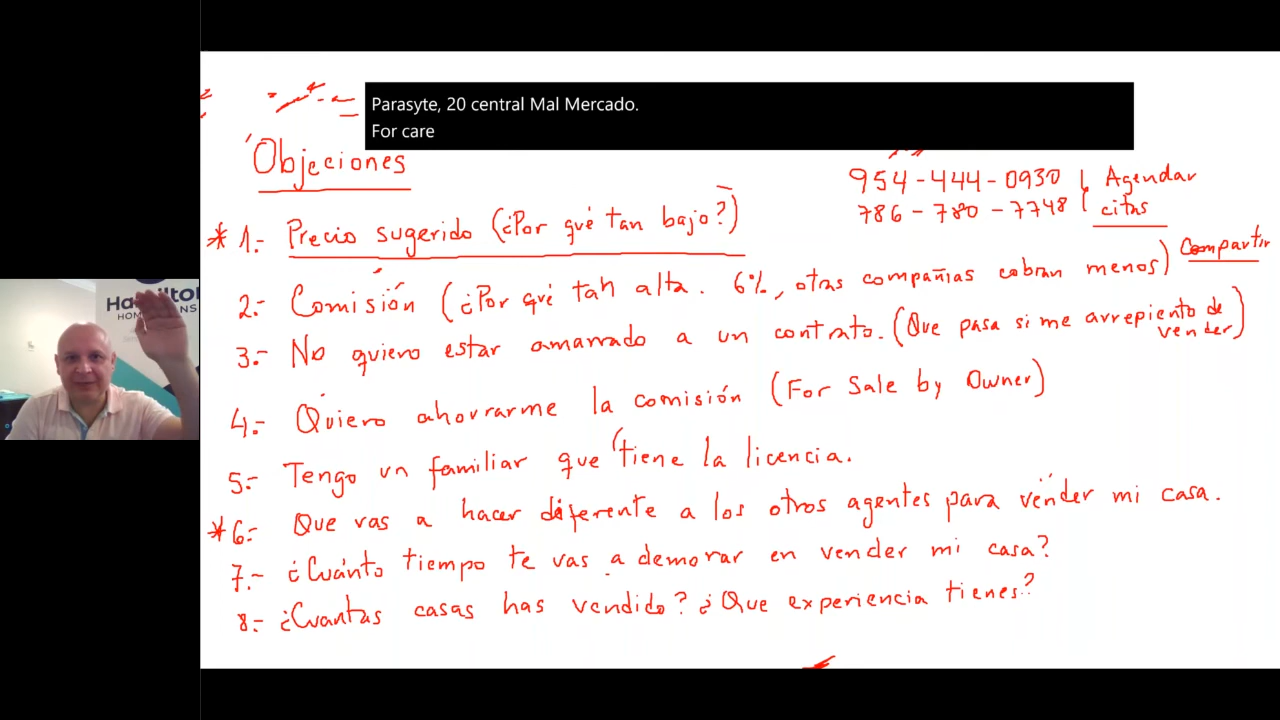 Parasyte, 20 central Mal Mercado.
For care
Objeciones
954-444-0930 Agendar
786-780-7748 citas
* 1.- Precio sugerido (¿Por qué tan bajo?)
Compartir
2.- Comisión (¿Por qué tan alta. 6%, otras compañias cobran menos)
3.- No quiero estar amarrado a un contrato. (Que pasa si me arrepiento de vender)
4.- Quiero ahorrarme la comisión (For Sale by Owner)
5.- Tengo un familiar que tiene la licencia.
* 6.- Que vas a hacer diferente a los otros agentes para vender mi casa.
7.- ¿Cuánto tiempo te vas a demorar en vender mi casa?
8.- ¿Cuantas casas has vendido? ¿Que experiencia tienes?